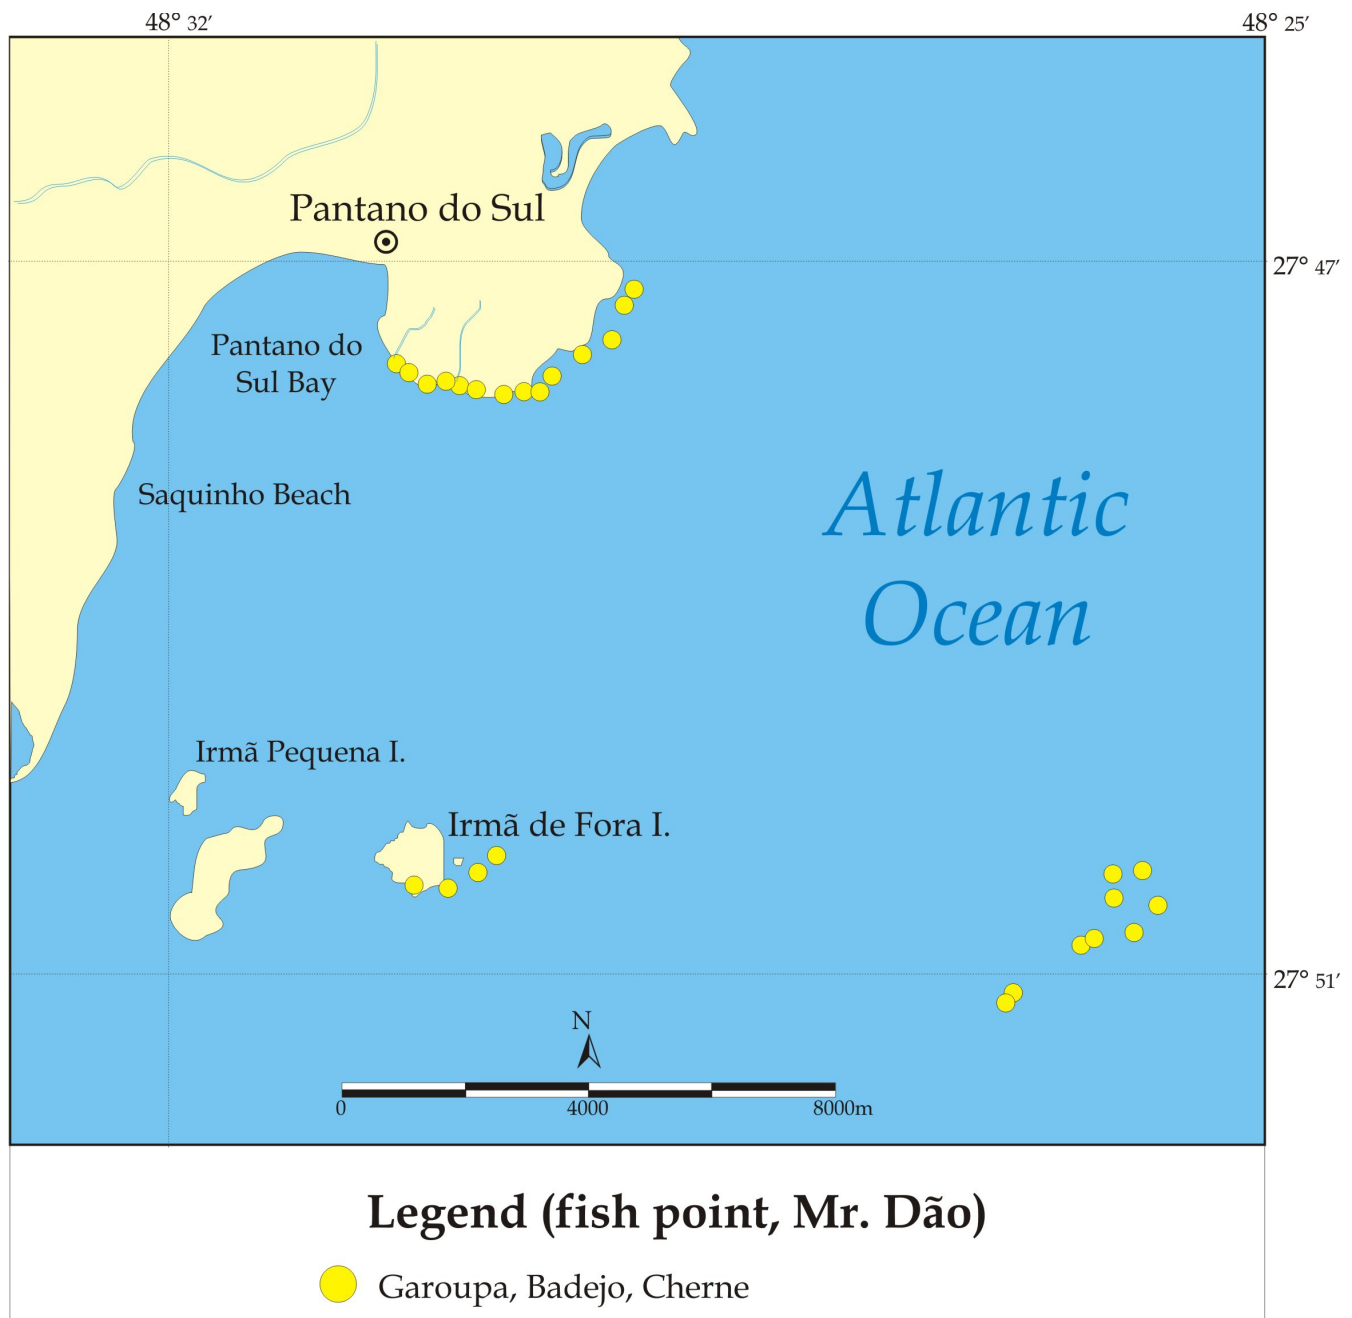 48° 32′
48° 25′
Pantano do Sul
27° 47′
Pantano do
Sul Bay
Saquinho Beach
Atlantic
Ocean
Irmã Pequena I.
Irmã de Fora I.
27° 51′
N
0 4000 8000m
Legend (fish point, Mr. Dão)
Garoupa, Badejo, Cherne